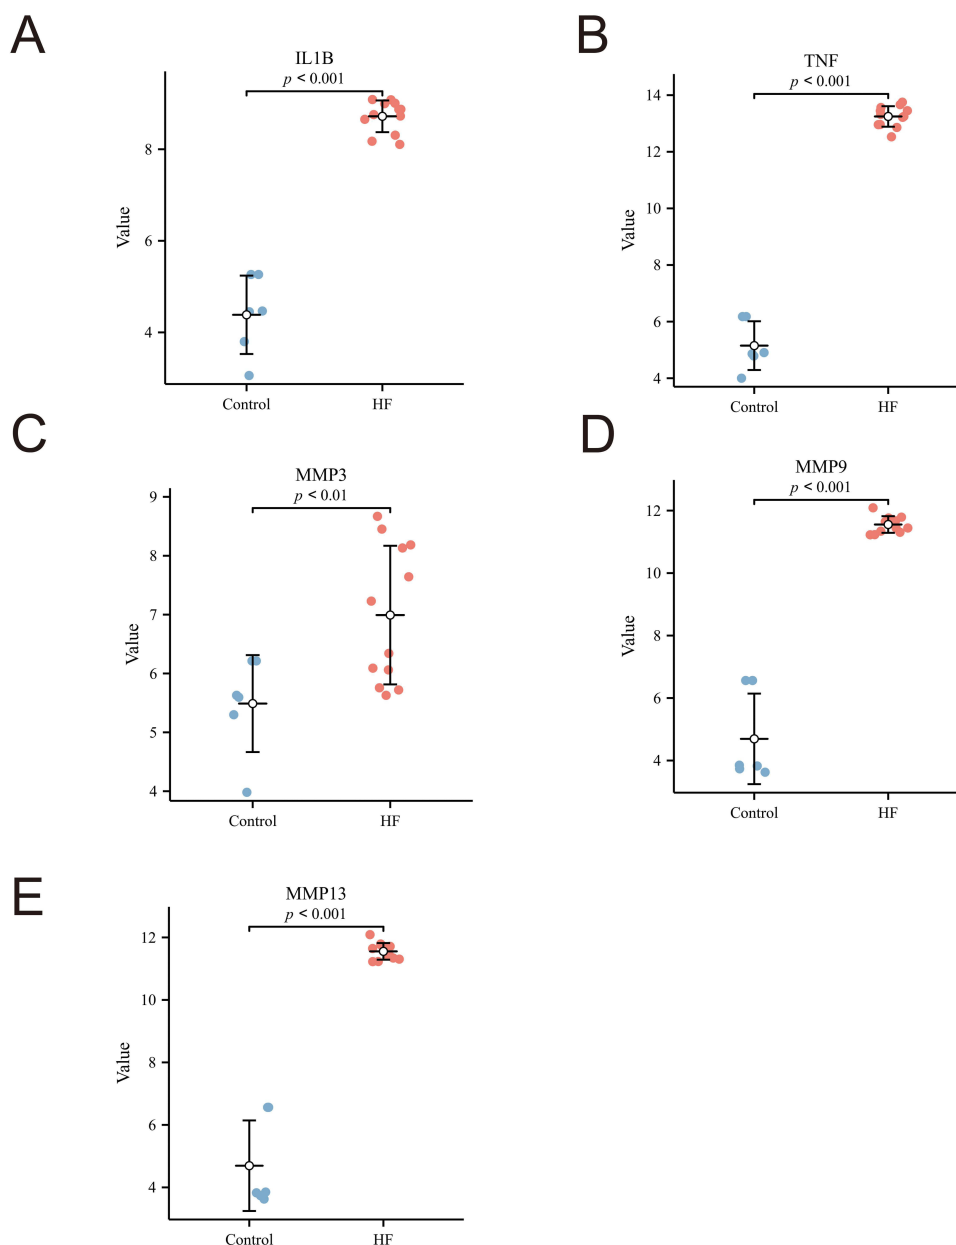 A
IL1B
p < 0.001
8
6
4
Value
Control
HF
B
TNF
p < 0.001
14
12
10
8
6
4
Value
Control
HF
C
MMP3
p < 0.01
9
8
7
6
5
4
Value
Control
HF
D
MMP9
p < 0.001
12
10
8
6
4
Value
Control
HF
E
MMP13
p < 0.001
12
10
8
6
4
Value
Control
HF